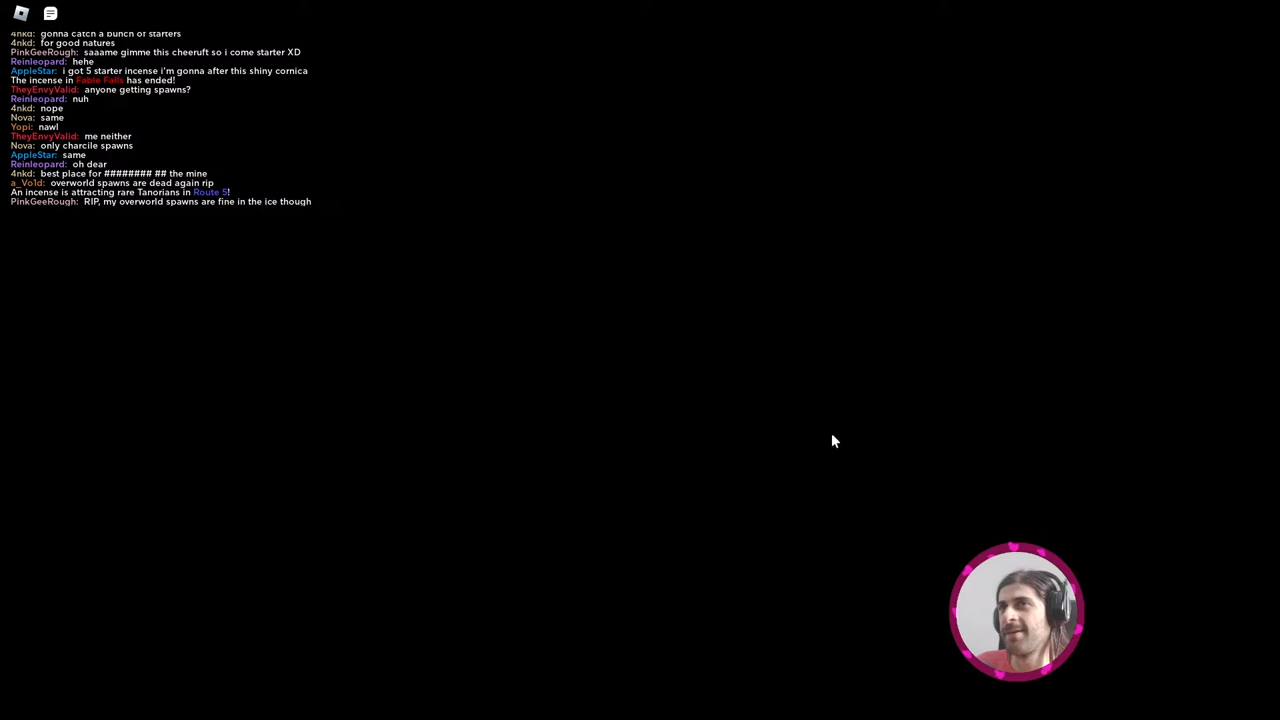 4nkd: gonna catch a bunch of starters
4nkd: for good natures
PinkGeeRough: saaame gimme this cheeruft so i come starter XD
Reinleopard: hehe
AppleStar: i got 5 starter incense i'm gonna after this shiny cornica
The incense in Fable Falls has ended!
TheyEnvyValid: anyone getting spawns?
Reinleopard: nuh
4nkd: nope
Nova: same
Yopi: nawl
TheyEnvyValid: me neither
Nova: only charcile spawns
AppleStar: same
Reinleopard: oh dear
4nkd: best place for ######## ## the mine
a_Vo1d: overworld spawns are dead again rip
An incense is attracting rare Tanorians in Route 5!
PinkGeeRough: RIP, my overworld spawns are fine in the ice though